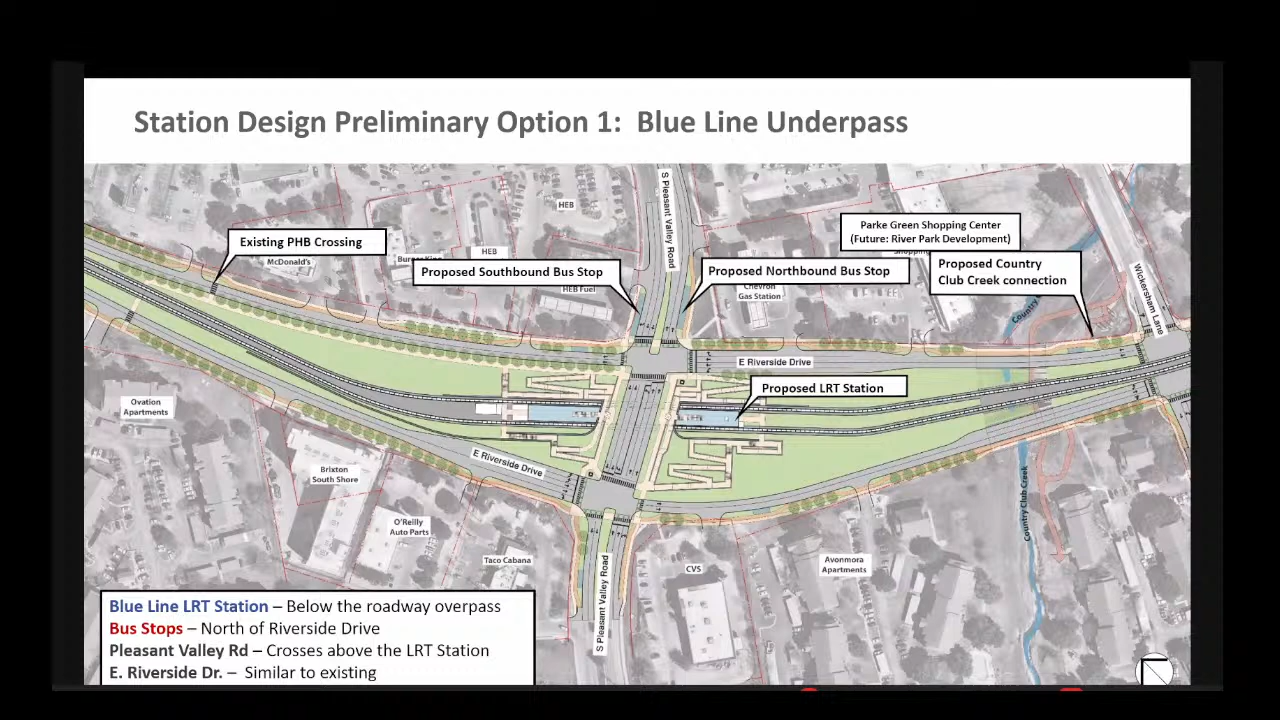 Station Design Preliminary Option 1: Blue Line Underpass
S Pleasant Valley Road
HEB
Parke Green Shopping Center
(Future: River Park Development)
Existing PHB Crossing
HEB
McDonald's
Proposed Southbound Bus Stop
Proposed Northbound Bus Stop
Proposed Country
Club Creek connection
HEB Fuel
Chevron
Gas Station
Wickersham Lane
Country
E Riverside Drive
Proposed LRT Station
Ovation
Apartments
E Riverside Drive
Brixton
South Shore
O'Reilly
Auto Parts
Country Club Creek
Taco Cabana
CVS
Avonmora
Apartments
S Pleasant Valley Road
Blue Line LRT Station – Below the roadway overpass
Bus Stops – North of Riverside Drive
Pleasant Valley Rd – Crosses above the LRT Station
E. Riverside Dr. – Similar to existing